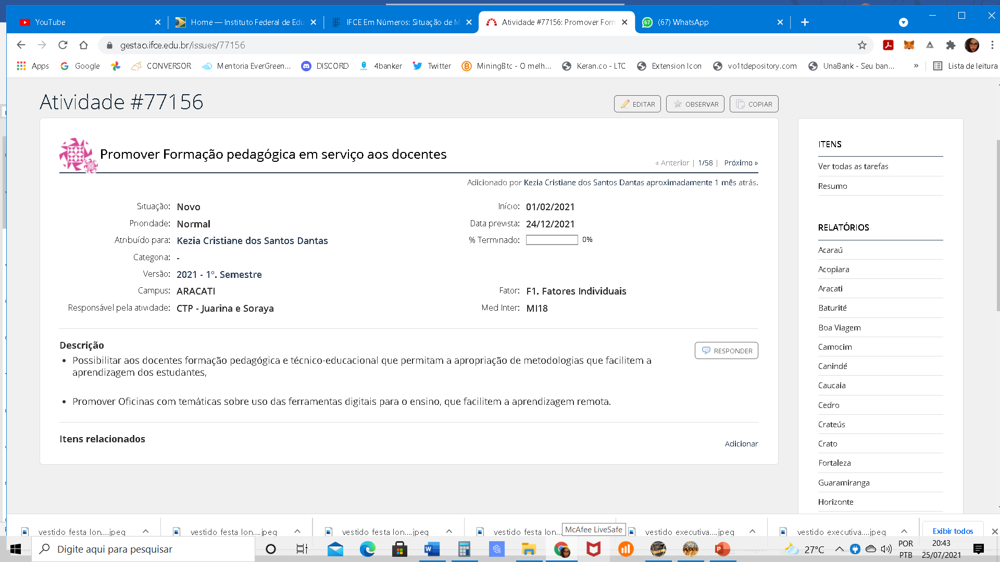 YouTube
Home — Instituto Federal de Edu
IFCE Em Números: Situação de M
Atividade #77156: Promover Form
(67) WhatsApp
gestao.ifce.edu.br/issues/77156
Apps
Google
CONVERSOR
Mentoria EverGreen...
DISCORD
4banker
Twitter
MiningBtc - O melh...
Keran.co - LTC
Extension Icon
vo1tdepository.com
UnaBank - Seu ban...
»
Lista de leitura
Atividade #77156
EDITAR
OBSERVAR
COPIAR
Promover Formação pedagógica em serviço aos docentes
« Anterior | 1/58 | Próximo »
Adicionado por Kezia Cristiane dos Santos Dantas aproximadamente 1 mês atrás.
Situação: Novo
Início: 01/02/2021
Prioridade: Normal
Data prevista: 24/12/2021
Atribuído para: Kezia Cristiane dos Santos Dantas
% Terminado: 0%
Categoria: -
Versão: 2021 - 1º. Semestre
Campus: ARACATI
Fator: F1. Fatores Individuais
Responsável pela atividade: CTP - Juarina e Soraya
Med Inter: MI18
Descrição
RESPONDER
• Possibilitar aos docentes formação pedagógica e técnico-educacional que permitam a apropriação de metodologias que facilitem a
aprendizagem dos estudantes,
• Promover Oficinas com temáticas sobre uso das ferramentas digitais para o ensino, que facilitem a aprendizagem remota.
Itens relacionados
Adicionar
ITENS
Ver todas as tarefas
Resumo
RELATÓRIOS
Acaraú
Acopiara
Aracati
Baturité
Boa Viagem
Camocim
Canindé
Caucaia
Cedro
Crateús
Crato
Fortaleza
Guaramiranga
Horizonte
vestido festa lon....jpeg
vestido festa lon....jpeg
vestido festa lon....jpeg
vestido festa lon...
McAfee LiveSafe
vestido executiva....jpeg
vestido executiva....jpeg
Exibir todos
Digite aqui para pesquisar
27°C
POR
PTB
20:43
25/07/2021